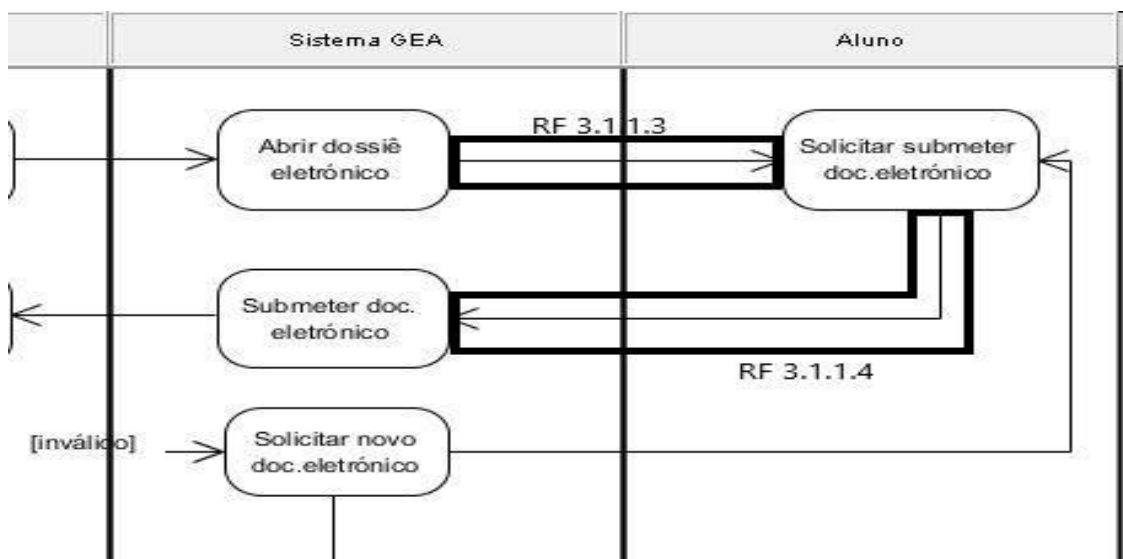 Sistema GEA
Aluno
RF 3.1.1.3
Abrir dossiê
eletrónico
Solicitar submeter
doc.eletrónico
Submeter doc.
eletrónico
RF 3.1.1.4
[inválido]
Solicitar novo
doc.eletrónico